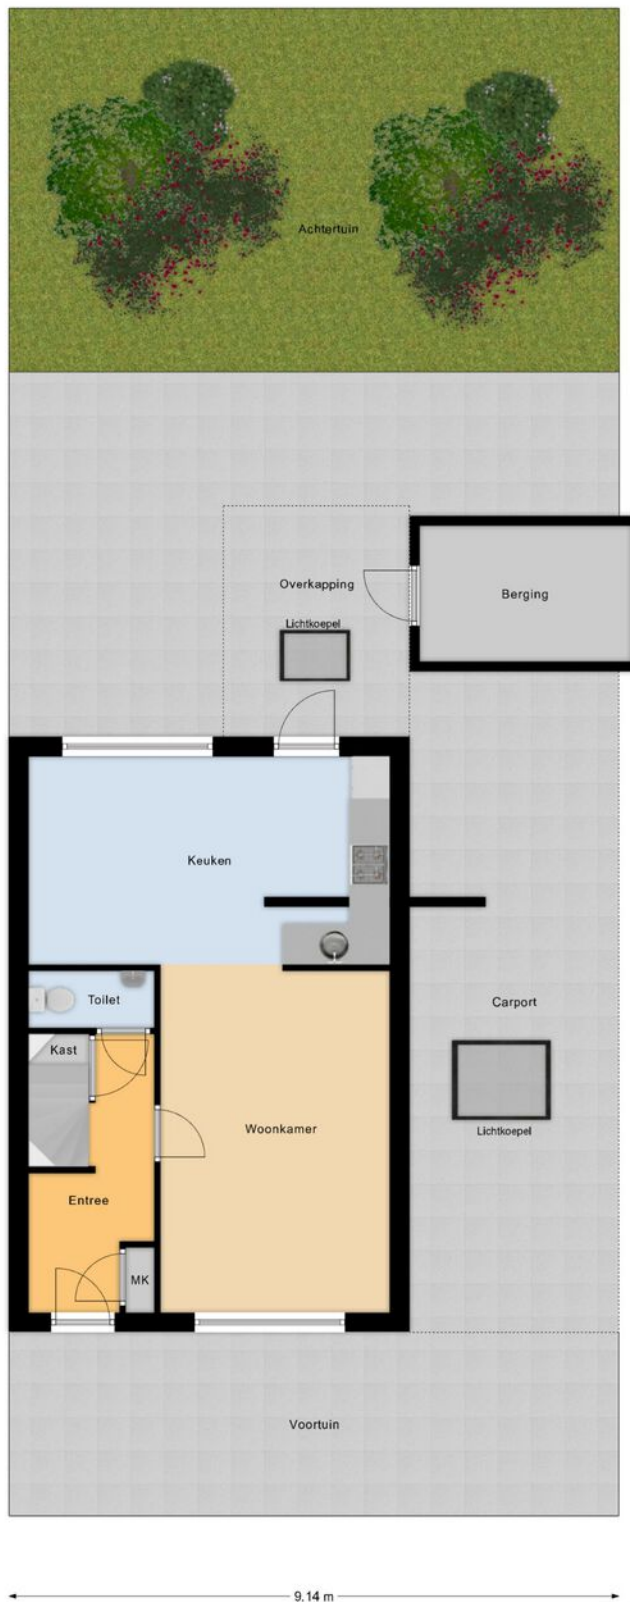 Achtertuin
Overkapping
Berging
Lichtkoepel
Keuken
Toilet
Carport
Kast
Woonkamer
Lichtkoepel
Entree
MK
Voortuin
9.14 m